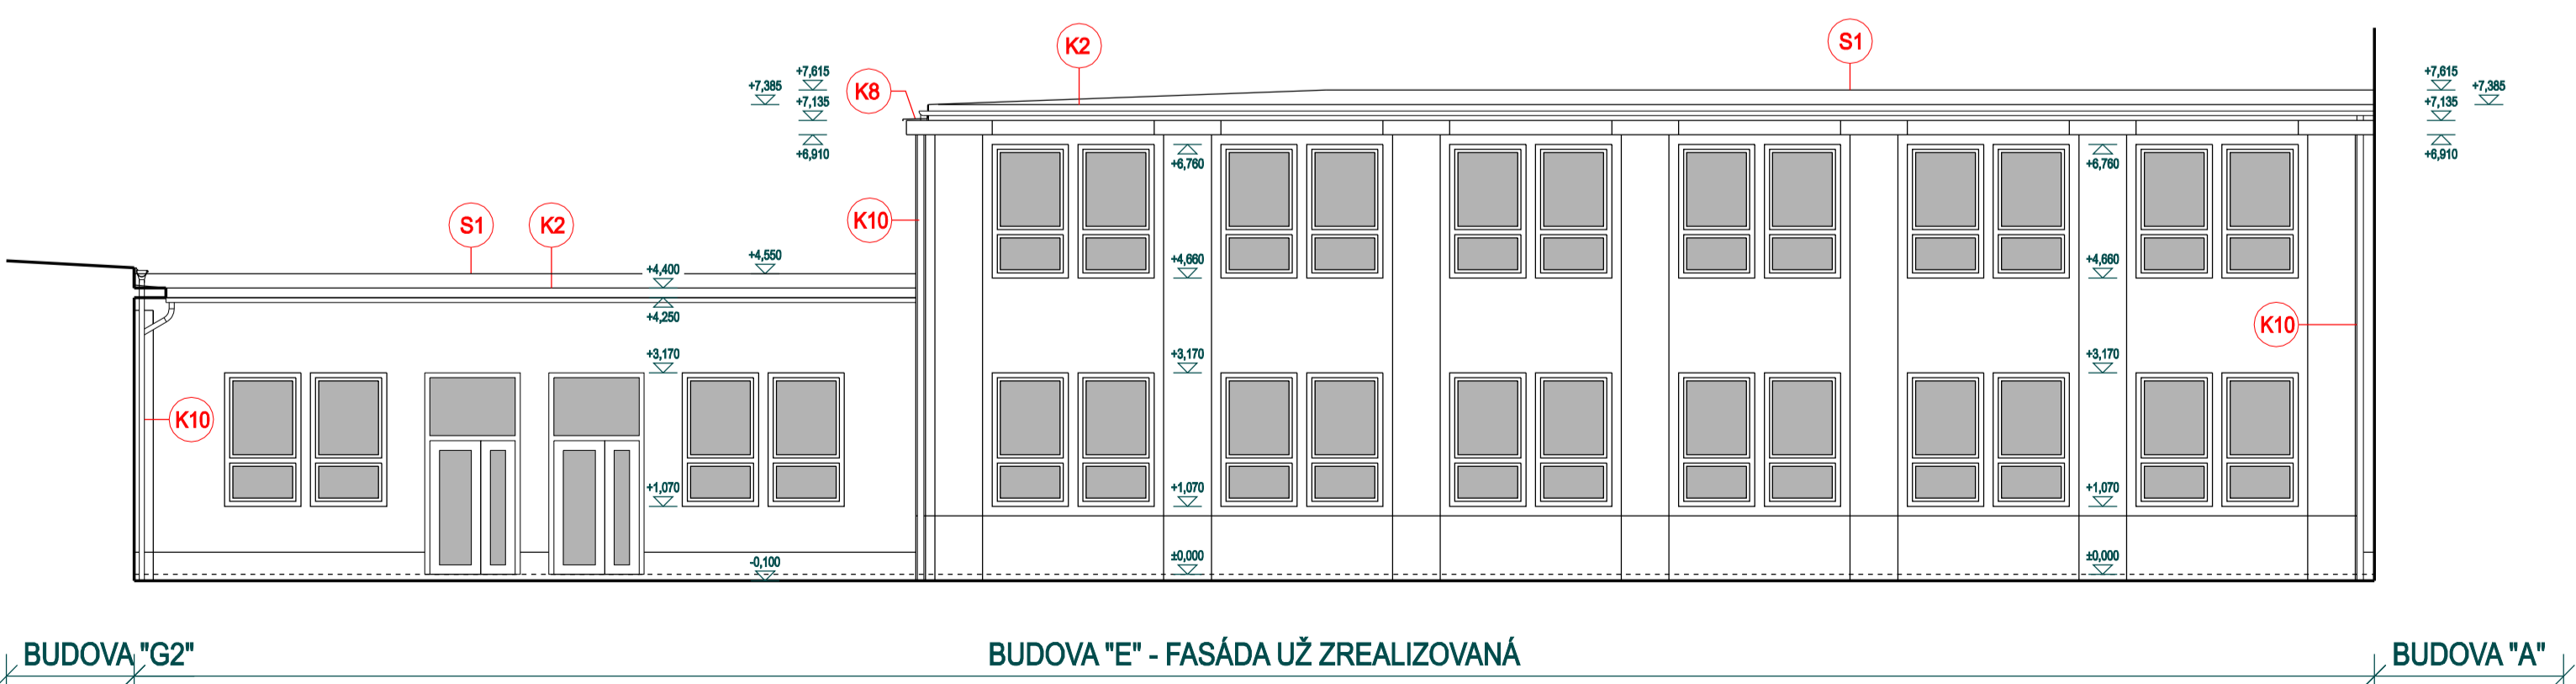 K2
S1
+7,615
+7,385
K8
+7,135
+6,910
+7,615
+7,385
+7,135
+6,910
+6,760
+6,760
S1
K2
K10
+4,550
+4,400
+4,250
+4,660
+4,660
K10
+3,170
+3,170
+3,170
K10
+1,070
+1,070
+1,070
-0,100
±0,000
±0,000
BUDOVA "G2"
BUDOVA "E" - FASÁDA UŽ ZREALIZOVANÁ
BUDOVA "A"